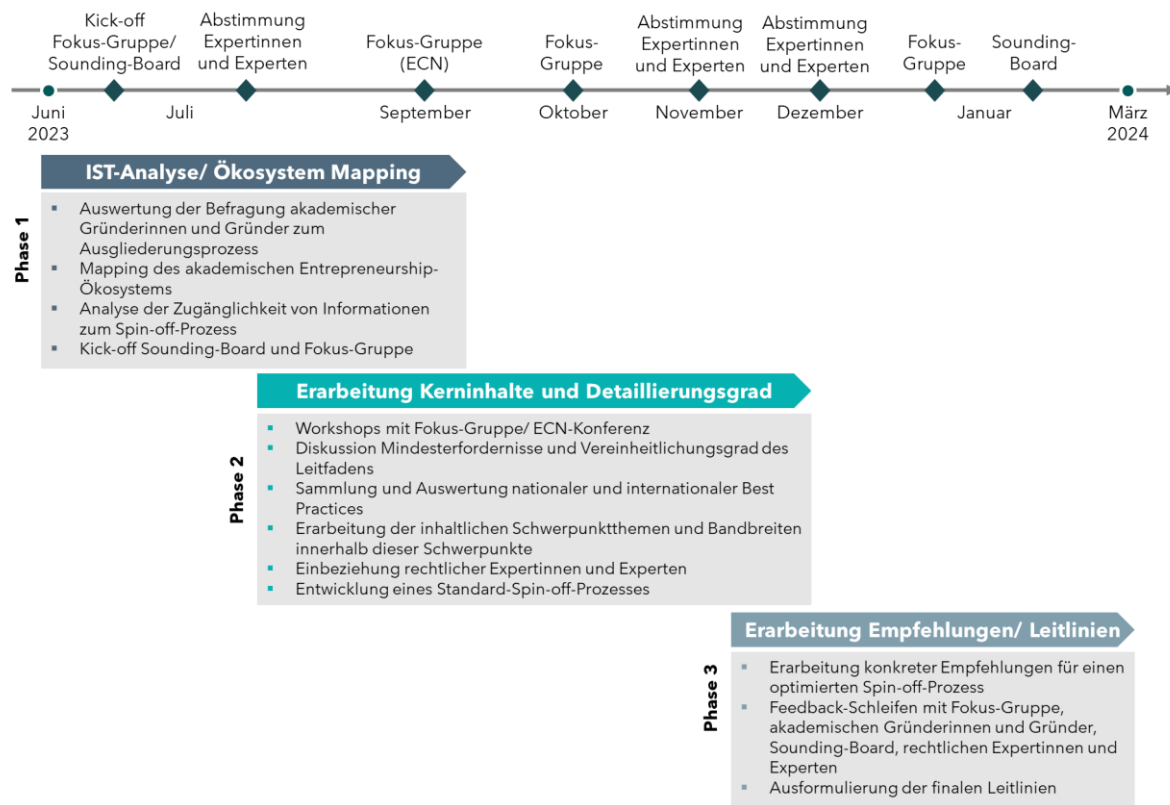 Kick-off
Fokus-Gruppe/
Sounding-Board
Abstimmung
Expertinnen
und Experten
Fokus-Gruppe
(ECN)
Fokus-
Gruppe
Abstimmung
Expertinnen
und Experten
Abstimmung
Expertinnen
und Experten
Fokus-
Gruppe
Sounding-
Board
Juni
2023
Juli
September
Oktober
November
Dezember
Januar
März
2024
Phase 1
IST-Analyse/ Ökosystem Mapping
▪ Auswertung der Befragung akademischer
Gründerinnen und Gründer zum
Ausgliederungsprozess
▪ Mapping des akademischen Entrepreneurship-
Ökosystems
▪ Analyse der Zugänglichkeit von Informationen
zum Spin-off-Prozess
▪ Kick-off Sounding-Board und Fokus-Gruppe
Phase 2
Erarbeitung Kerninhalte und Detaillierungsgrad
▪ Workshops mit Fokus-Gruppe/ ECN-Konferenz
▪ Diskussion Mindesterfordernisse und Vereinheitlichungsgrad des
Leitfadens
▪ Sammlung und Auswertung nationaler und internationaler Best
Practices
▪ Erarbeitung der inhaltlichen Schwerpunktthemen und Bandbreiten
innerhalb dieser Schwerpunkte
▪ Einbeziehung rechtlicher Expertinnen und Experten
▪ Entwicklung eines Standard-Spin-off-Prozesses
Phase 3
Erarbeitung Empfehlungen/ Leitlinien
▪ Erarbeitung konkreter Empfehlungen für einen
optimierten Spin-off-Prozess
▪ Feedback-Schleifen mit Fokus-Gruppe,
akademischen Gründerinnen und Gründer,
Sounding-Board, rechtlichen Expertinnen und
Experten
▪ Ausformulierung der finalen Leitlinien